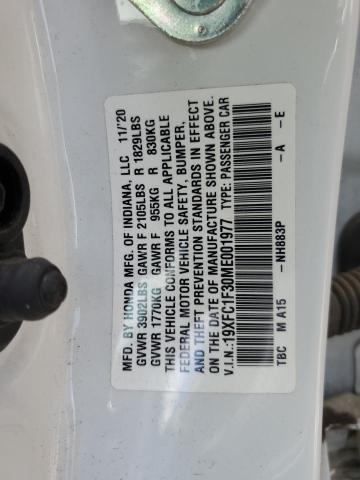 MFD. BY HONDA MFG. OF INDIANA, LLC 11/'20
GVWR 3902LBS GAWR F 2105LBS R 1829LBS
GVWR 1770KG GAWR F 955KG R 830KG
THIS VEHICLE CONFORMS TO ALL APPLICABLE
FEDERAL MOTOR VEHICLE SAFETY, BUMPER,
AND THEFT PREVENTION STANDARDS IN EFFECT
ON THE DATE OF MANUFACTURE SHOWN ABOVE.
V.I.N.:19XFC1F30ME001977 TYPE: PASSENGER CAR
TBC M A15 -NH883P -A -E